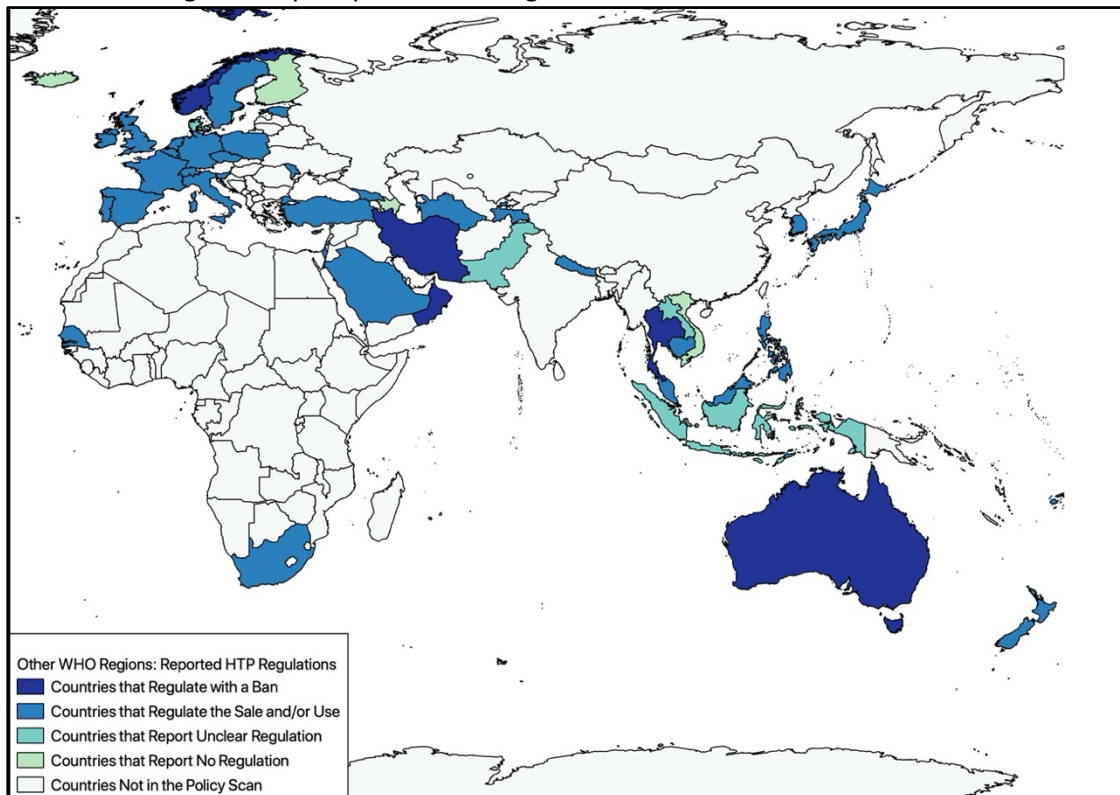 Other WHO Regions: Reported HTP Regulations
Countries that Regulate with a Ban
Countries that Regulate the Sale and/or Use
Countries that Report Unclear Regulation
Countries that Report No Regulation
Countries Not in the Policy Scan